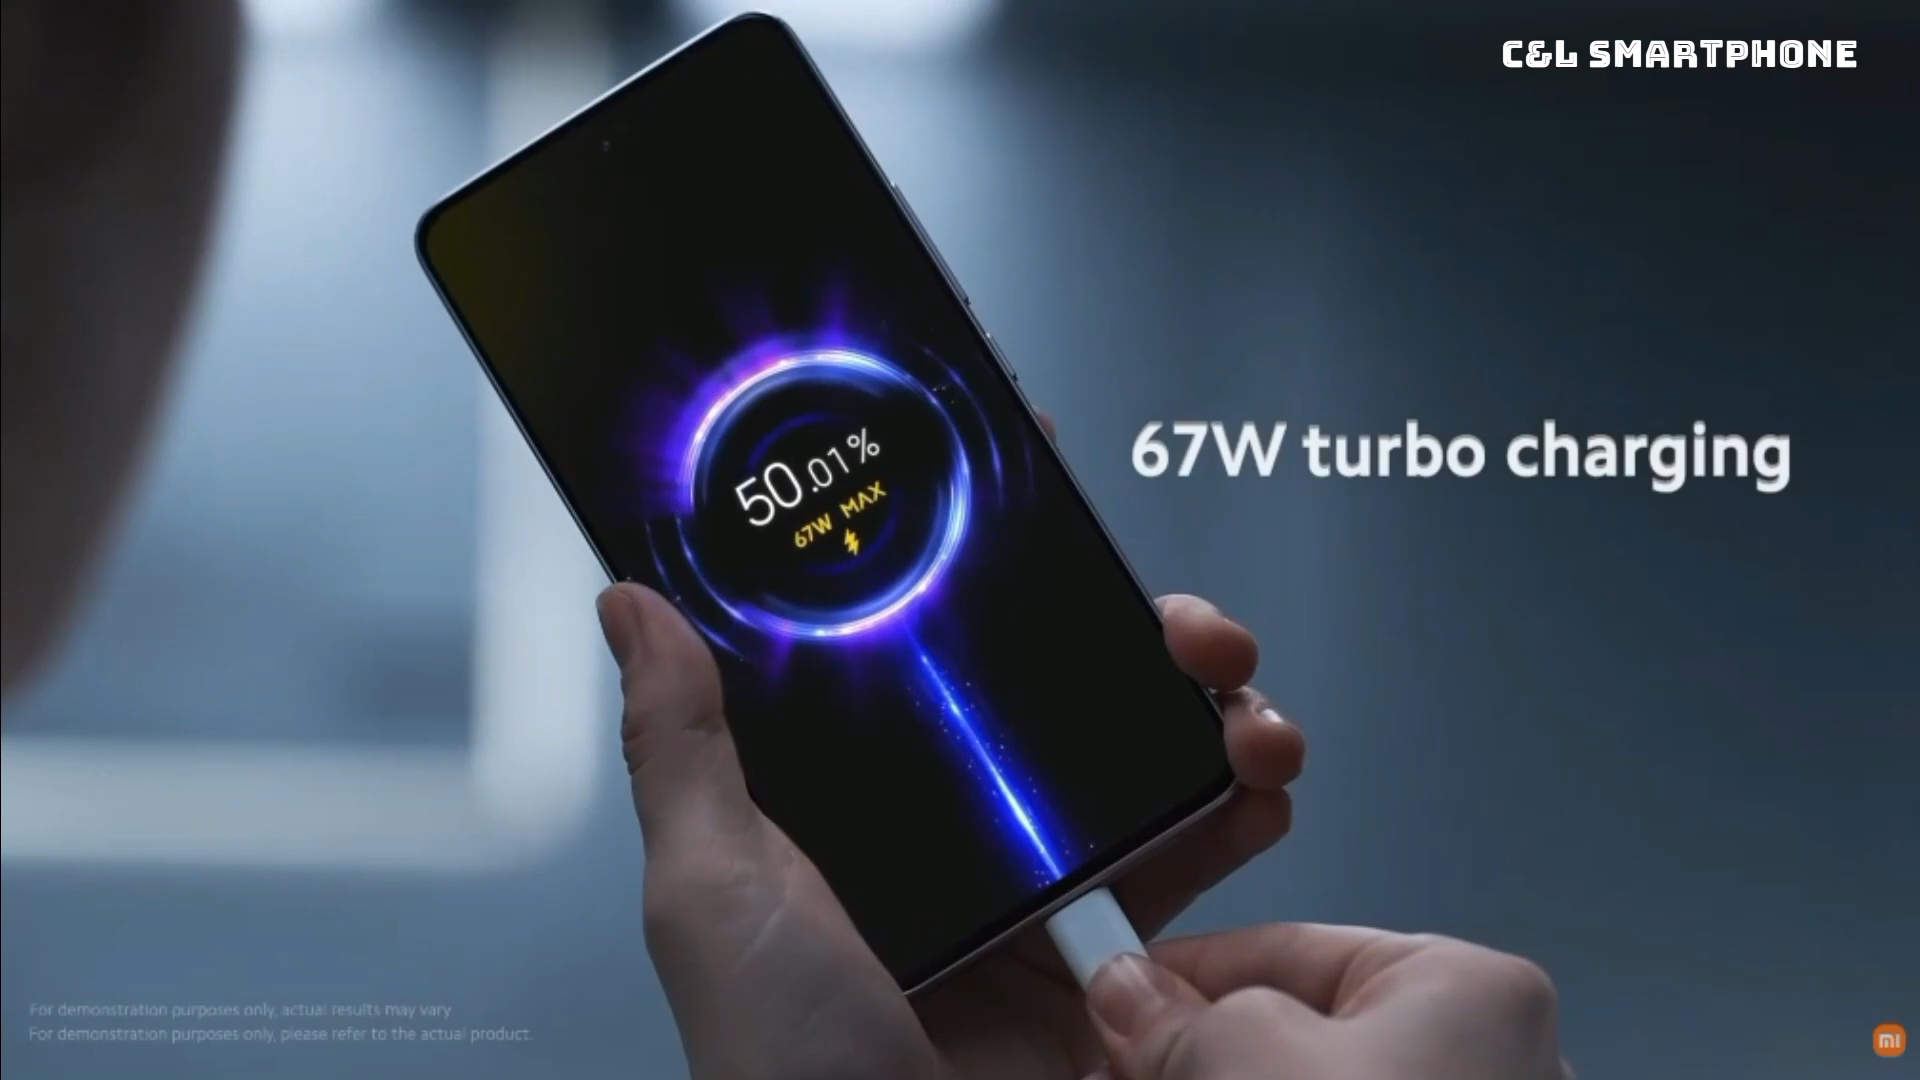 C&L SMARTPHONE
67W turbo charging
50.01%
67W MAX
For demonstration purposes only, actual results may vary
For demonstration purposes only, please refer to the actual product.
mi